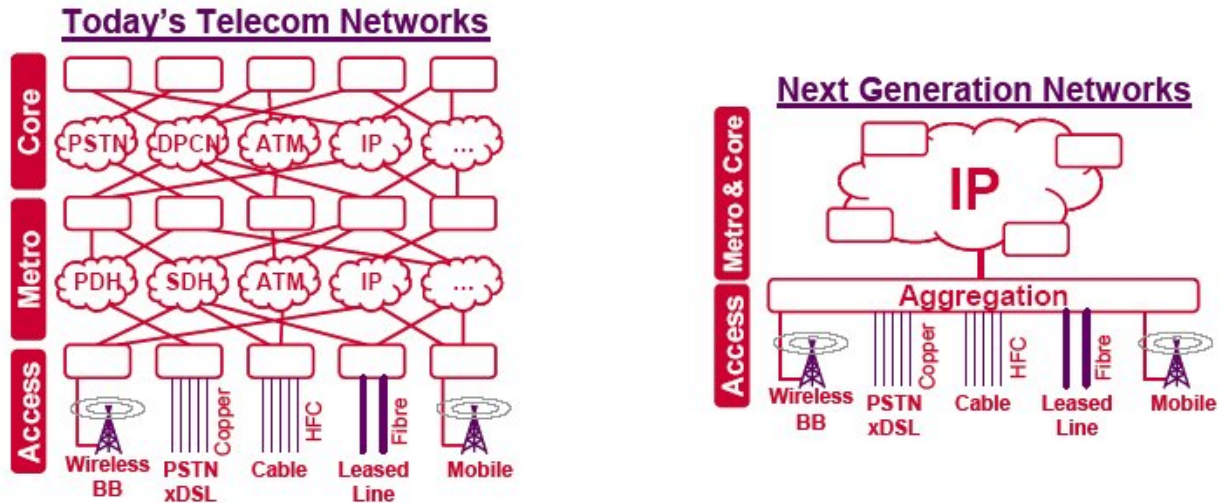 Today's Telecom Networks
Core
PSTN DPCN ATM IP ...
Metro
PDH SDH ATM IP ...
Access
Copper
HFC
Fibre
Wireless BB
PSTN xDSL
Cable
Leased Line
Mobile
Next Generation Networks
Metro & Core
IP
Access
Aggregation
Copper
HFC
Fibre
Wireless BB
PSTN xDSL
Cable
Leased Line
Mobile